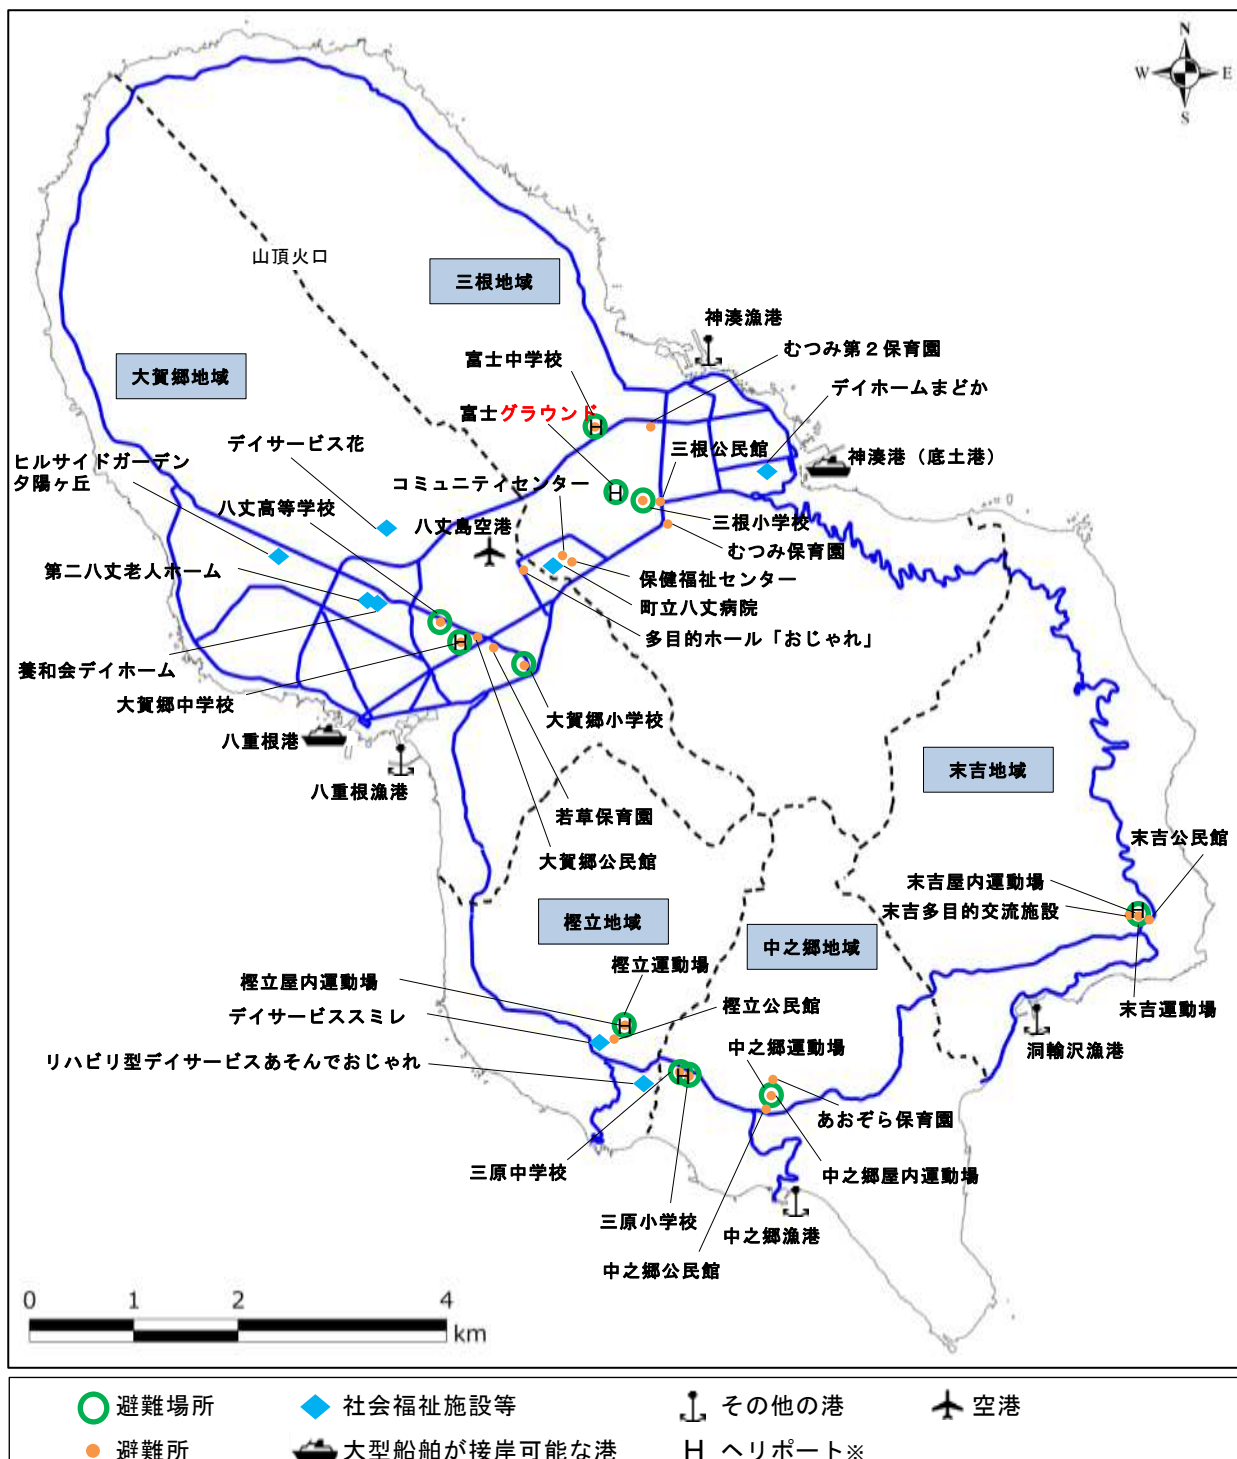 N
W
E
S
山頂火口
三根地域
神湊漁港
大賀郷地域
富士中学校
むつみ第２保育園
デイホームまどか
富士グラウンド
デイサービス花
三根公民館
神湊港（底土港）
ヒルサイドガーデン
夕陽ヶ丘
コミュニティセンター
八丈高等学校
八丈島空港
三根小学校
むつみ保育園
第二八丈老人ホーム
保健福祉センター
町立八丈病院
多目的ホール「おじゃれ」
養和会デイホーム
大賀郷中学校
大賀郷小学校
八重根港
末吉地域
八重根漁港
若草保育園
大賀郷公民館
末吉公民館
末吉屋内運動場
末吉多目的交流施設
樫立地域
中之郷地域
樫立運動場
樫立屋内運動場
樫立公民館
末吉運動場
デイサービススミレ
中之郷運動場
洞輪沢漁港
リハビリ型デイサービスあそんでおじゃれ
あおぞら保育園
三原中学校
中之郷屋内運動場
三原小学校
中之郷漁港
中之郷公民館
0 1 2 4
km
避難場所 社会福祉施設等 その他の港 空港
避難所 大型船舶が接岸可能な港 H ヘリポート※